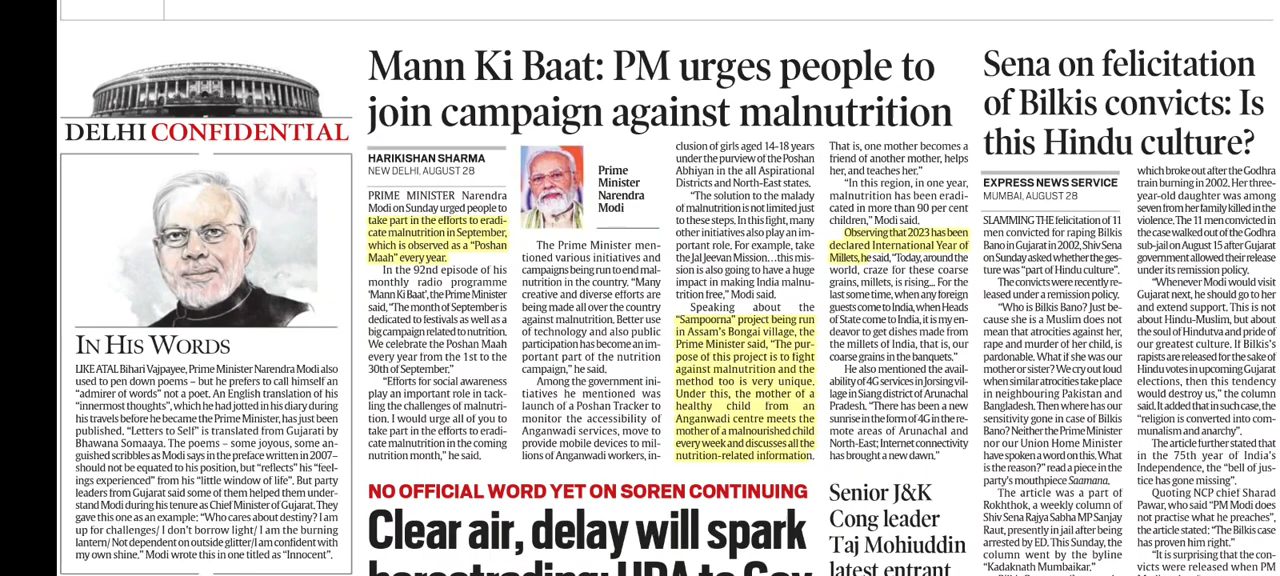 DELHI CONFIDENTIAL
IN HIS WORDS
LIKE ATAL Bihari Vajpayee, Prime Minister Narendra Modi also
used to pen down poems – but he prefers to call himself an
"admirer of words" not a poet. An English translation of his
"innermost thoughts", which he had jotted in his diary during
his travels before he became the Prime Minister, has just been
published. "Letters to Self" is translated from Gujarati by
Bhawana Somaaya. The poems – some joyous, some an-
guished scribbles as Modi says in the preface written in 2007–
should not be equated to his position, but "reflects" his "feel-
ings experienced" from his "little window of life". But party
leaders from Gujarat said some of them helped them under-
stand Modi during his tenure as Chief Minister of Gujarat. They
gave this one as an example: "Who cares about destiny? I am
up for challenges/ I don't borrow light/ I am the burning
lantern/ Not dependent on outside glitter/I am confident with
my own shine." Modi wrote this in one titled as "Innocent".
Mann Ki Baat: PM urges people to
join campaign against malnutrition
HARIKISHAN SHARMA
NEW DELHI, AUGUST 28
PRIME MINISTER Narendra
Modi on Sunday urged people to
take part in the efforts to eradi-
cate malnutrition in September,
which is observed as a "Poshan
Maah" every year.
In the 92nd episode of his
monthly radio programme
'Mann Ki Baat', the Prime Minister
said, "The month of September is
dedicated to festivals as well as a
big campaign related to nutrition.
We celebrate the Poshan Maah
every year from the 1st to the
30th of September."
"Efforts for social awareness
play an important role in tack-
ling the challenges of malnutri-
tion. I would urge all of you to
take part in the efforts to eradi-
cate malnutrition in the coming
nutrition month," he said.
Prime
Minister
Narendra
Modi
The Prime Minister men-
tioned various initiatives and
campaigns being run to end mal-
nutrition in the country. "Many
creative and diverse efforts are
being made all over the country
against malnutrition. Better use
of technology and also public
participation has become an im-
portant part of the nutrition
campaign," he said.
Among the government ini-
tiatives he mentioned was
launch of a Poshan Tracker to
monitor the accessibility of
Anganwadi services, move to
provide mobile devices to mil-
lions of Anganwadi workers, in-
clusion of girls aged 14-18 years
under the purview of the Poshan
Abhiyan in the all Aspirational
Districts and North-East states.
"The solution to the malady
of malnutrition is not limited just
to these steps. In this fight, many
other initiatives also play an im-
portant role. For example, take
the Jal Jeevan Mission…this mis-
sion is also going to have a huge
impact in making India malnu-
trition free," Modi said.
Speaking about the
"Sampoorna" project being run
in Assam's Bongai village, the
Prime Minister said, "The pur-
pose of this project is to fight
against malnutrition and the
method too is very unique.
Under this, the mother of a
healthy child from an
Anganwadi centre meets the
mother of a malnourished child
every week and discusses all the
nutrition-related information.
That is, one mother becomes a
friend of another mother, helps
her, and teaches her."
"In this region, in one year,
malnutrition has been eradi-
cated in more than 90 per cent
children," Modi said.
Observing that 2023 has been
declared International Year of
Millets, he said, "Today, around the
world, craze for these coarse
grains, millets, is rising... For the
last some time, when any foreign
guests come to India, when Heads
of State come to India, it is my en-
deavor to get dishes made from
the millets of India, that is, our
coarse grains in the banquets."
He also mentioned the avail-
ability of 4G services in Jorsing vil-
lage in Siang district of Arunachal
Pradesh. "There has been a new
sunrise in the form of 4G in the re-
mote areas of Arunachal and
North-East; Internet connectivity
has brought a new dawn,"
NO OFFICIAL WORD YET ON SOREN CONTINUING
Clear air, delay will spark
horsetrading: UPA to Gov
Senior J&K
Cong leader
Taj Mohiuddin
latest entrant
Sena on felicitation
of Bilkis convicts: Is
this Hindu culture?
EXPRESS NEWS SERVICE
MUMBAI, AUGUST 28
SLAMMING THE felicitation of 11
men convicted for raping Bilkis
Bano in Gujarat in 2002, Shiv Sena
on Sunday asked whether the ges-
ture was "part of Hindu culture".
The convicts were recently re-
leased under a remission policy.
"Who is Bilkis Bano? Just be-
cause she is a Muslim does not
mean that atrocities against her,
rape and murder of her child, is
pardonable. What if she was our
mother or sister? We cry out loud
when similar atrocities take place
in neighbouring Pakistan and
Bangladesh. Then where has our
sensitivity gone in case of Bilkis
Bano? Neither the Prime Minister
nor our Union Home Minister
have spoken a word on this. What
is the reason?" read a piece in the
party's mouthpiece Saamana.
The article was a part of
Rokhthok, a weekly column of
Shiv Sena Rajya Sabha MP Sanjay
Raut, presently in jail after being
arrested by ED. This Sunday, the
column went by the byline
"Kadaknath Mumbaikar."
which broke out after the Godhra
train burning in 2002. Her three-
year-old daughter was among
seven from her family killed in the
violence. The 11 men convicted in
the case walked out of the Godhra
sub-jail on August 15 after Gujarat
government allowed their release
under its remission policy.
"Whenever Modi would visit
Gujarat next, he should go to her
and extend support. This is not
about Hindu-Muslim, but about
the soul of Hindutva and pride of
our greatest culture. If Bilkis's
rapists are released for the sake of
Hindu votes in upcoming Gujarat
elections, then this tendency
would destroy us," the column
said. It added that in such case, the
"religion is converted into com-
munalism and anarchy".
The article further stated that
in the 75th year of India's
Independence, the "bell of jus-
tice has gone missing".
Quoting NCP chief Sharad
Pawar, who said "PM Modi does
not practise what he preaches",
the article stated: "The Bilkis case
has proven him right."
"It is surprising that the con-
victs were released when PM